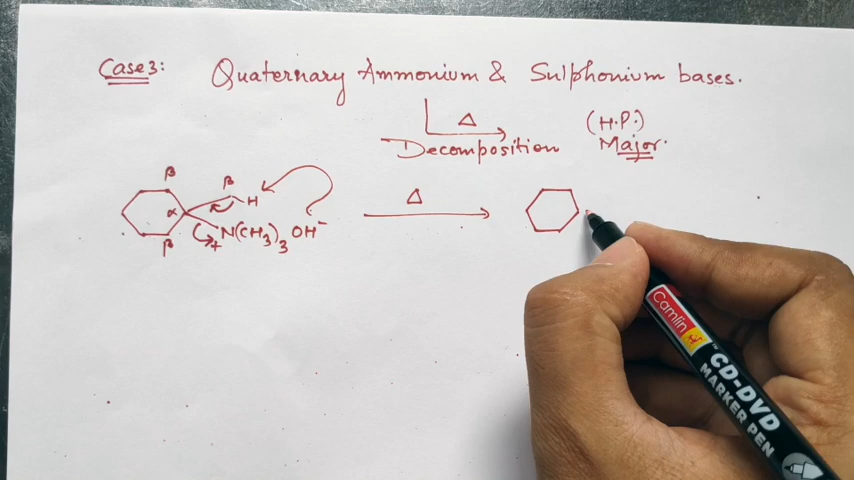 Case 3: Quaternary Ammonium & Sulphonium bases.
Δ
(H.P.)
Decomposition
Major.
β
β
H
α
N(CH3)3 OH-
+
β
Δ
Camlin
CD-DVD
MARKER PEN